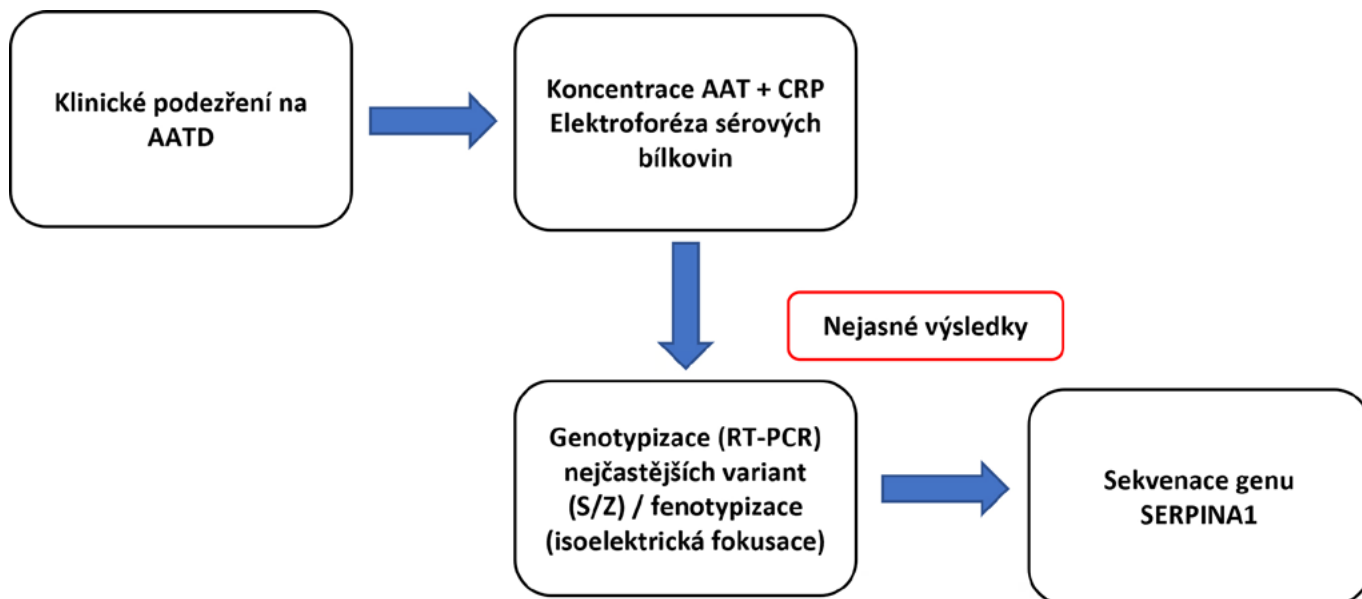 Klinické podezření na
AATD
Koncentrace AAT + CRP
Elektroforéza sérových
bílkovin
Nejasné výsledky
Genotypizace (RT-PCR)
nejčastějších variant
(S/Z) / fenotypizace
(isoelektrická fokusace)
Sekvenace genu
SERPINA1